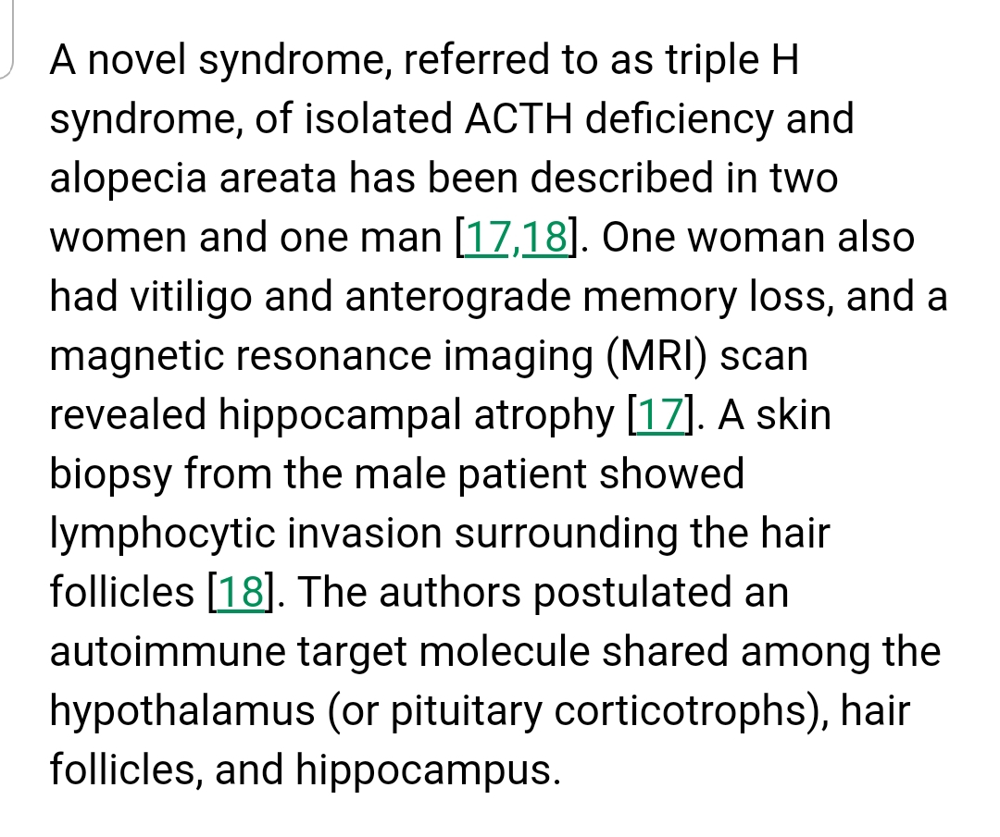 A novel syndrome, referred to as triple H
syndrome, of isolated ACTH deficiency and
alopecia areata has been described in two
women and one man [17,18]. One woman also
had vitiligo and anterograde memory loss, and a
magnetic resonance imaging (MRI) scan
revealed hippocampal atrophy [17]. A skin
biopsy from the male patient showed
lymphocytic invasion surrounding the hair
follicles [18]. The authors postulated an
autoimmune target molecule shared among the
hypothalamus (or pituitary corticotrophs), hair
follicles, and hippocampus.